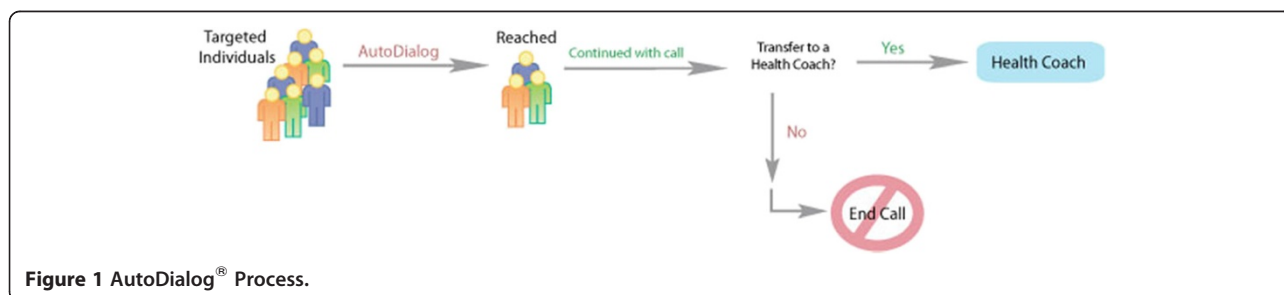 Targeted
Individuals
AutoDialog
Reached
Continued with call
Transfer to a
Health Coach?
Yes
Health Coach
No
End Call
Figure 1 AutoDialog® Process.